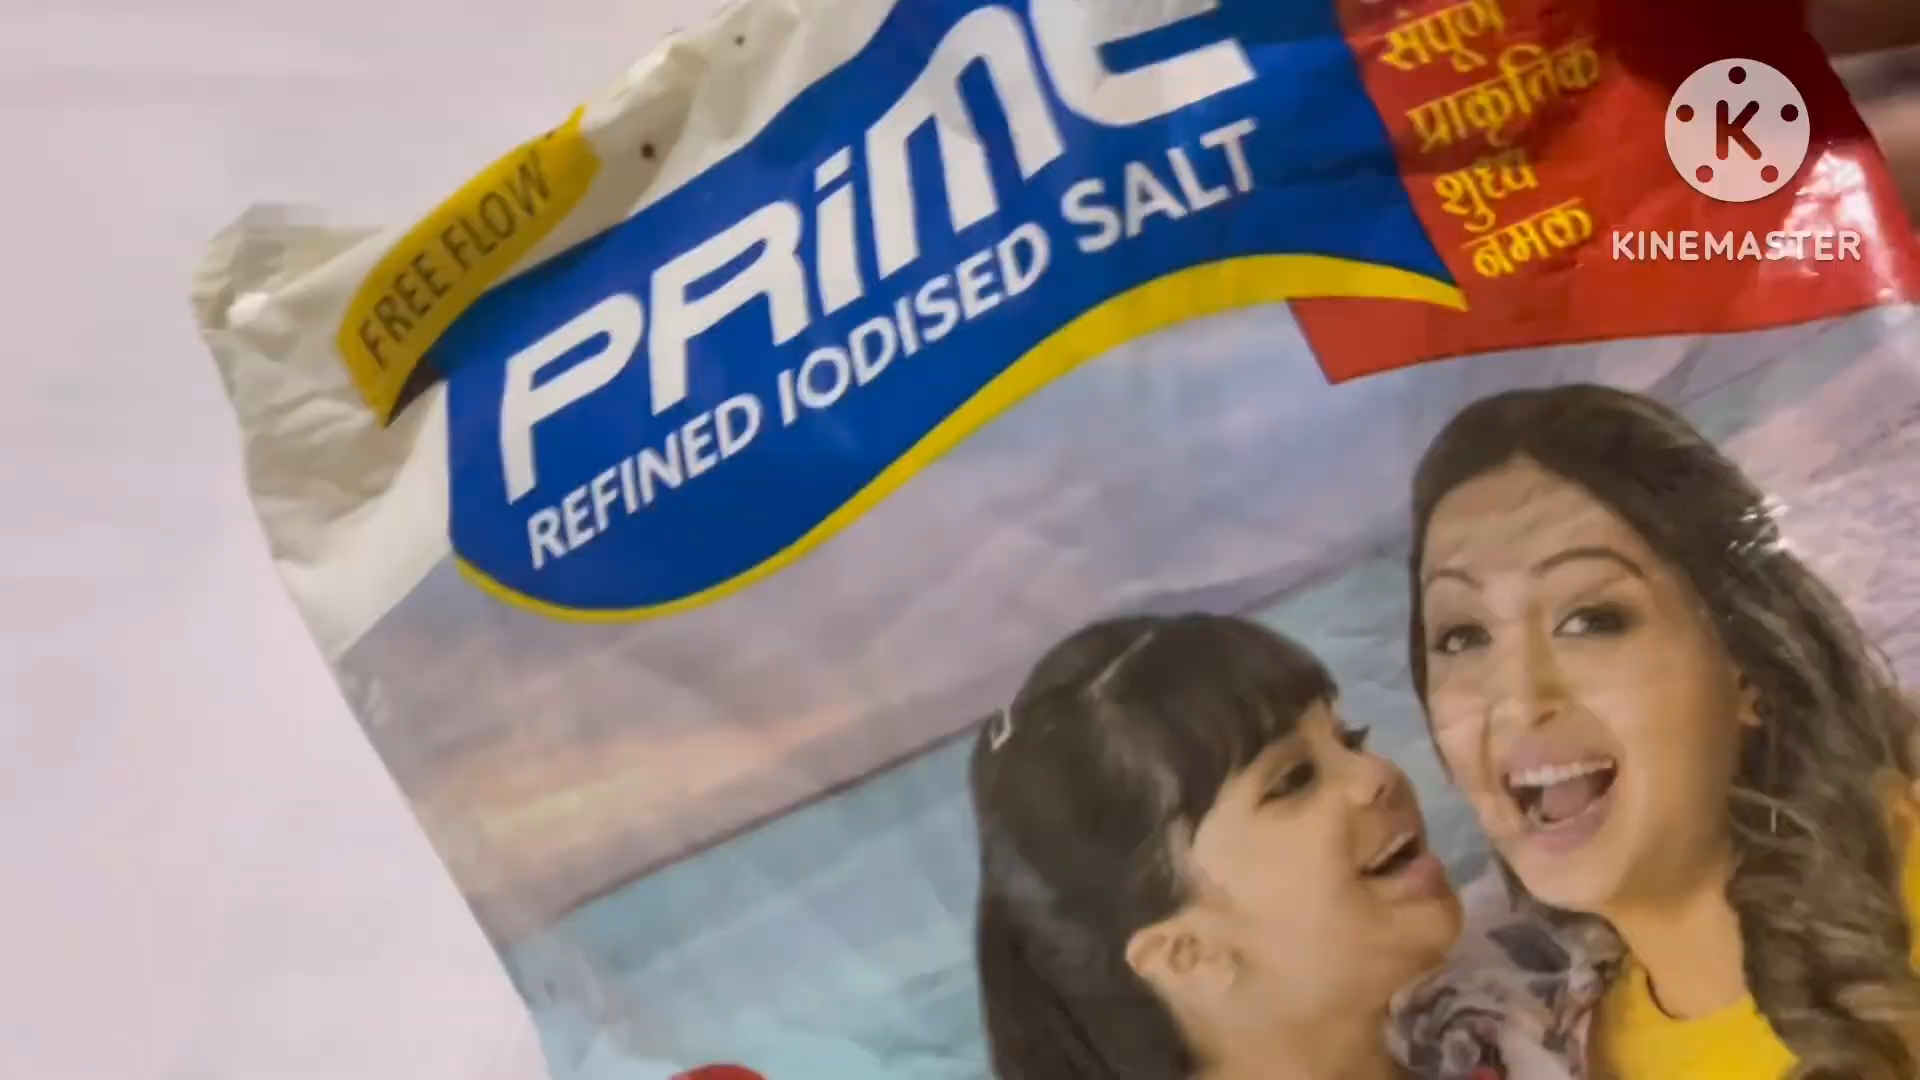 FREE FLOW
PRIME
REFINED IODISED SALT
संपूर्ण
प्राकृतिक
शुध्य
नमक
K
KINEMASTER